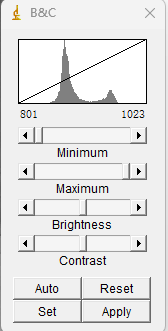 B&C
801 1023
Minimum
Maximum
Brightness
Contrast
Auto Reset
Set Apply